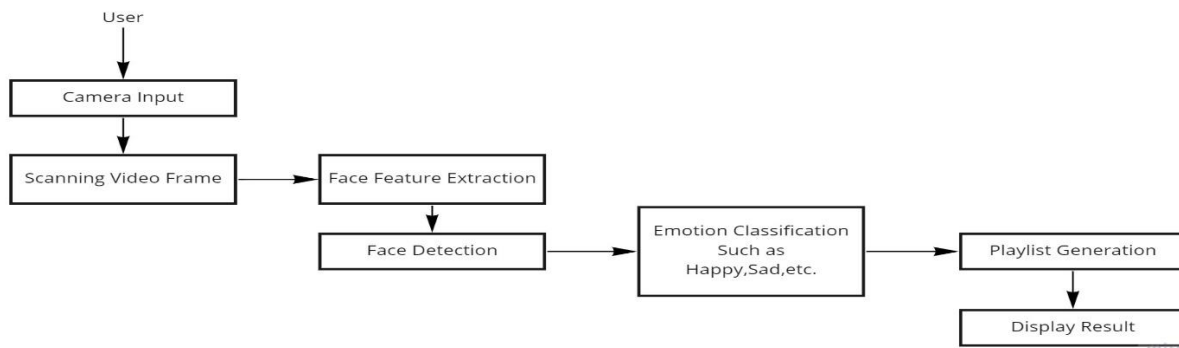 User
Camera Input
Scanning Video Frame
Face Feature Extraction
Face Detection
Emotion Classification
Such as
Happy,Sad,etc.
Playlist Generation
Display Result